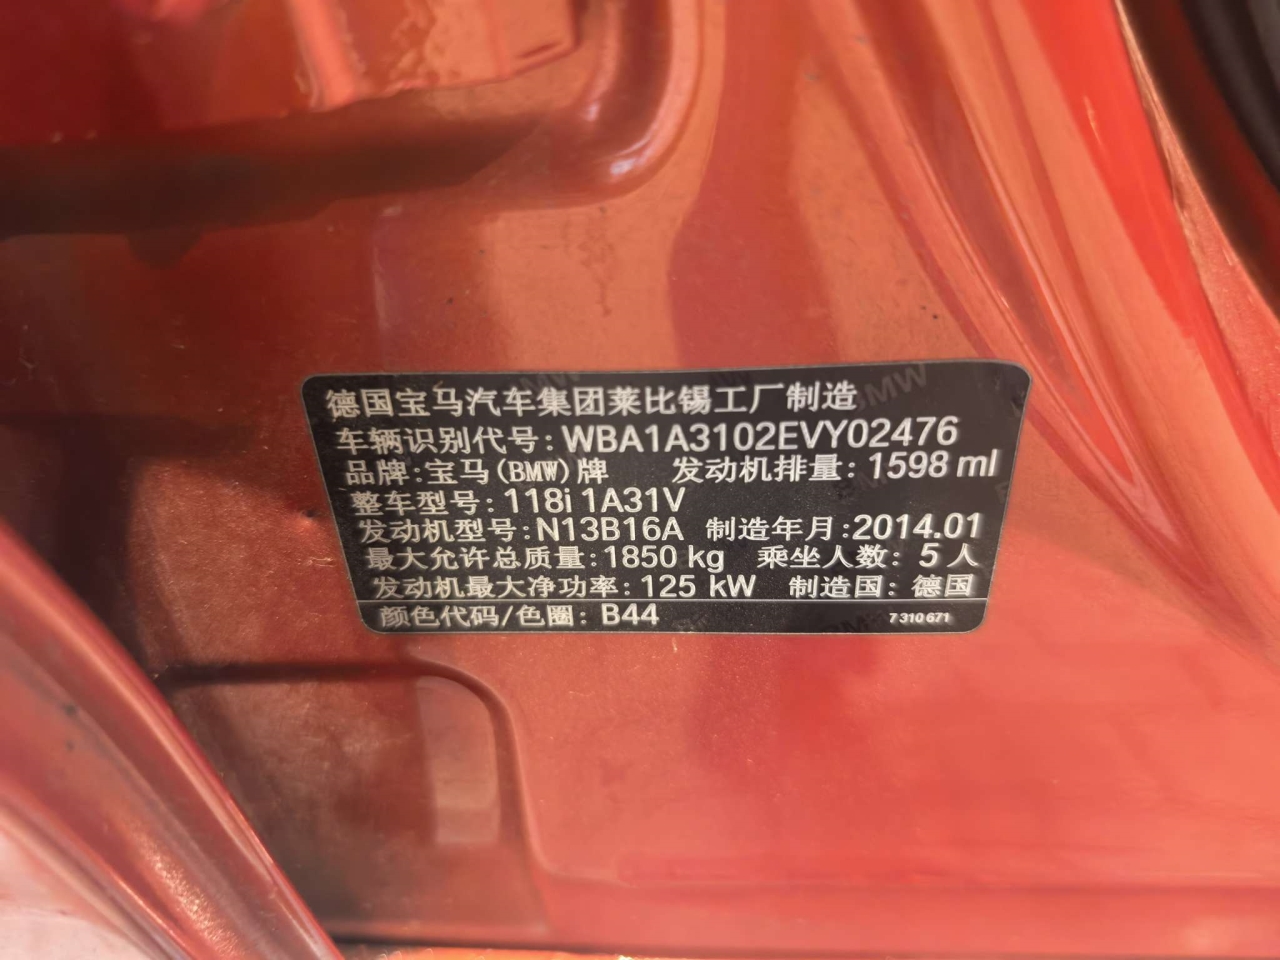 德国宝马汽车集团莱比锡工厂制造
车辆识别代号: WBA1A3102EVY02476
品牌:宝马(BMW)牌 发动机排量: 1598 ml
整车型号: 118i 1A31V
发动机型号: N13B16A 制造年月:2014.01
最大允许总质量: 1850 kg 乘坐人数: 5人
发动机最大净功率: 125 kW 制造国: 德国
颜色代码/色圈: B44 7 310 671